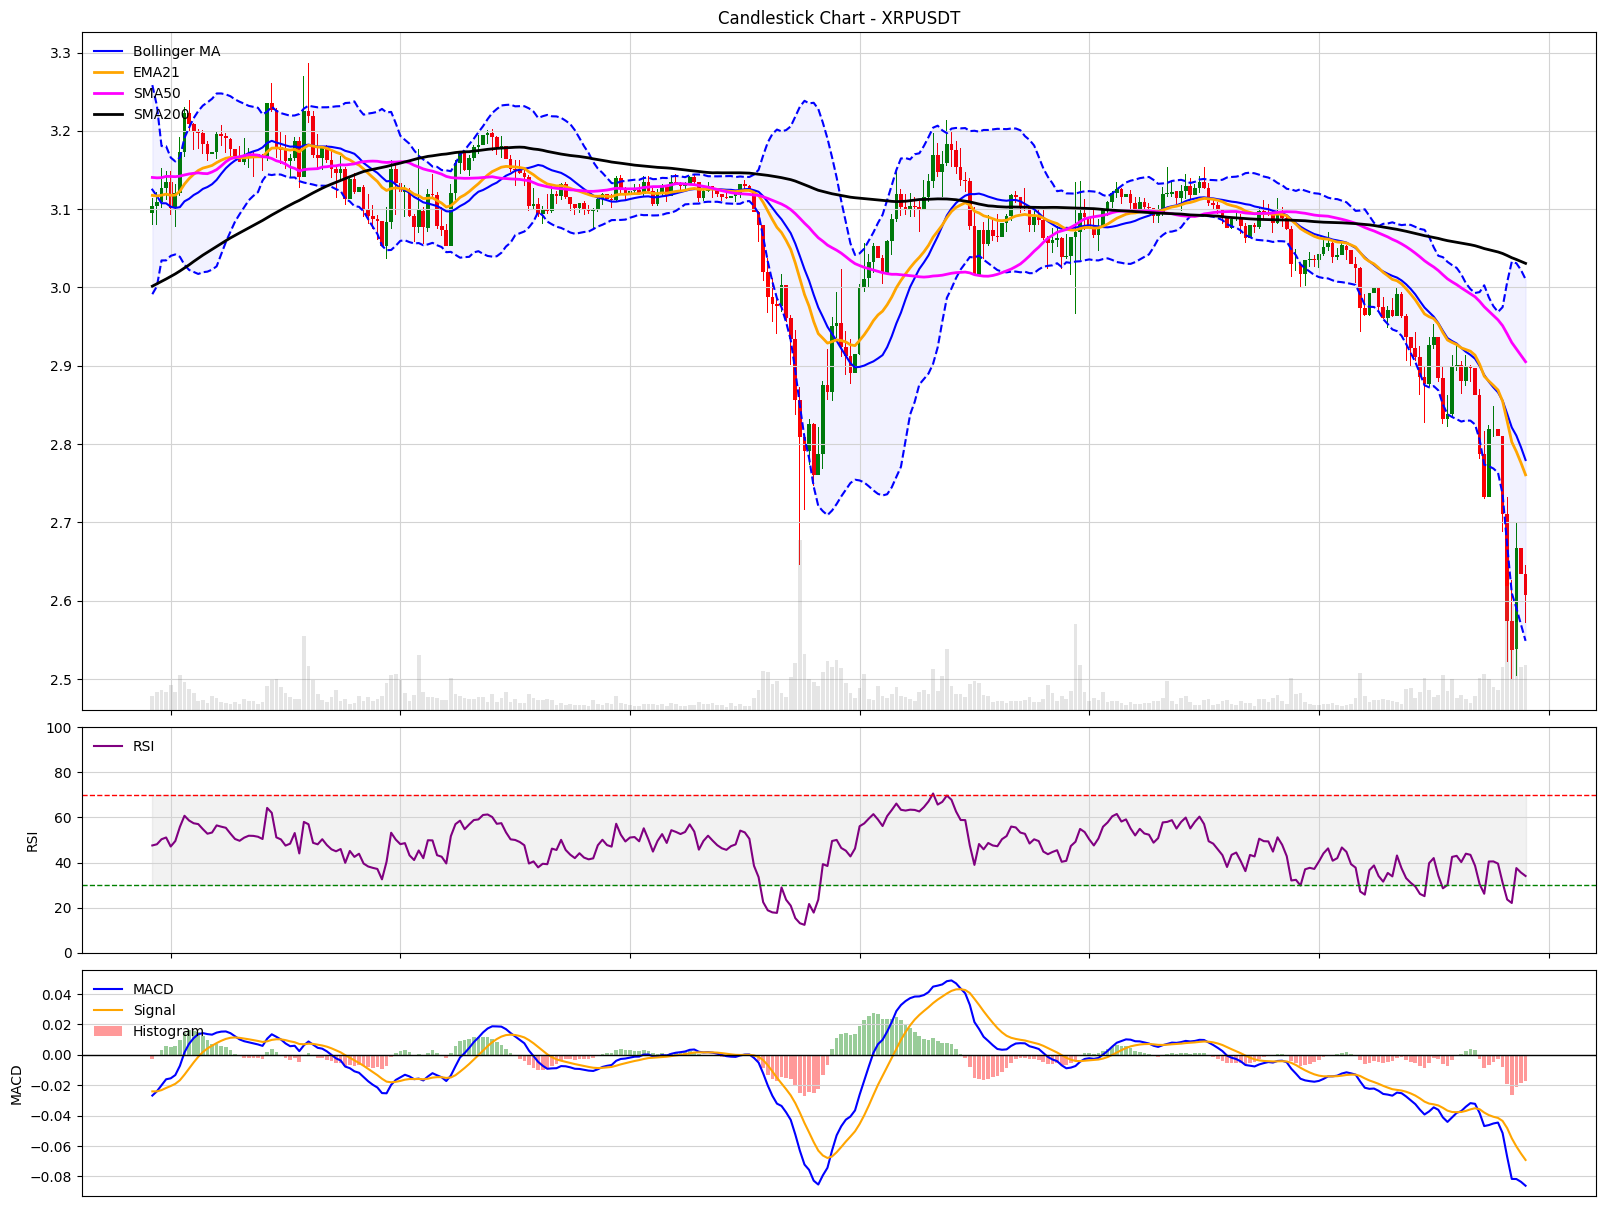 Candlestick Chart - XRPUSDT
3.3
3.2
3.1
3.0
2.9
2.8
2.7
2.6
2.5
Bollinger MA
EMA21
SMA50
SMA200
100
80
60
40
20
0
RSI
RSI
0.04
0.02
0.00
−0.02
−0.04
−0.06
−0.08
MACD
MACD
Signal
Histogram